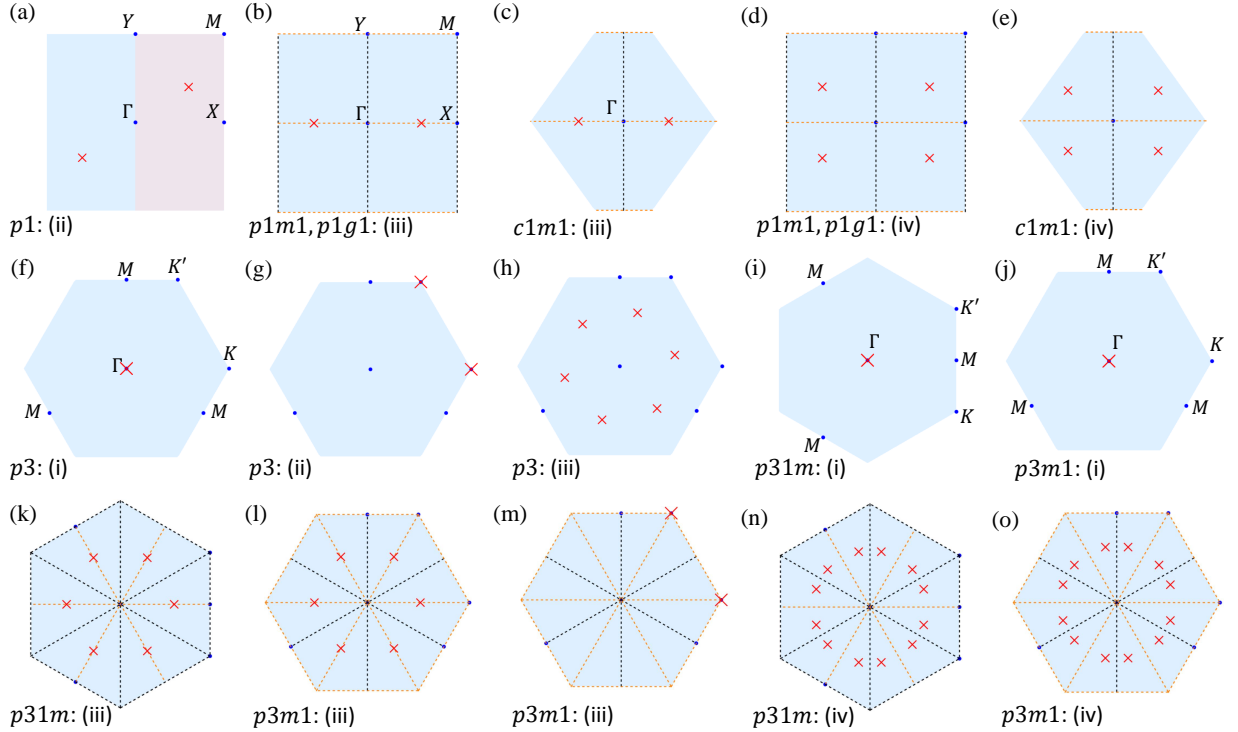 (a) (b) (c) (d) (e)
Y M Y M
Γ X Γ X Γ
p1: (ii) p1m1, p1g1: (iii) c1m1: (iii) p1m1, p1g1: (iv) c1m1: (iv)
(f) (g) (h) (i) (j)
M K′ M M K′
K′
Γ K Γ M Γ K
M M K M M
M
p3: (i) p3: (ii) p3: (iii) p31m: (i) p3m1: (i)
(k) (l) (m) (n) (o)
p31m: (iii) p3m1: (iii) p3m1: (iii) p31m: (iv) p3m1: (iv)